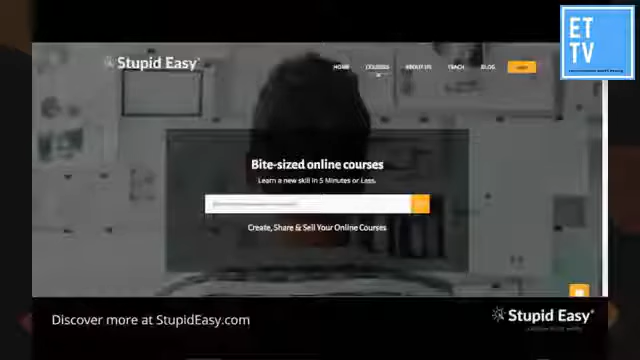 ET
TV
Stupid Easy
HOME COURSES ABOUT US TEACH BLOG
Bite-sized online courses
Learn a new skill in 5 Minutes or Less.
Create, Share & Sell Your Online Courses
Discover more at StupidEasy.com
Stupid Easy